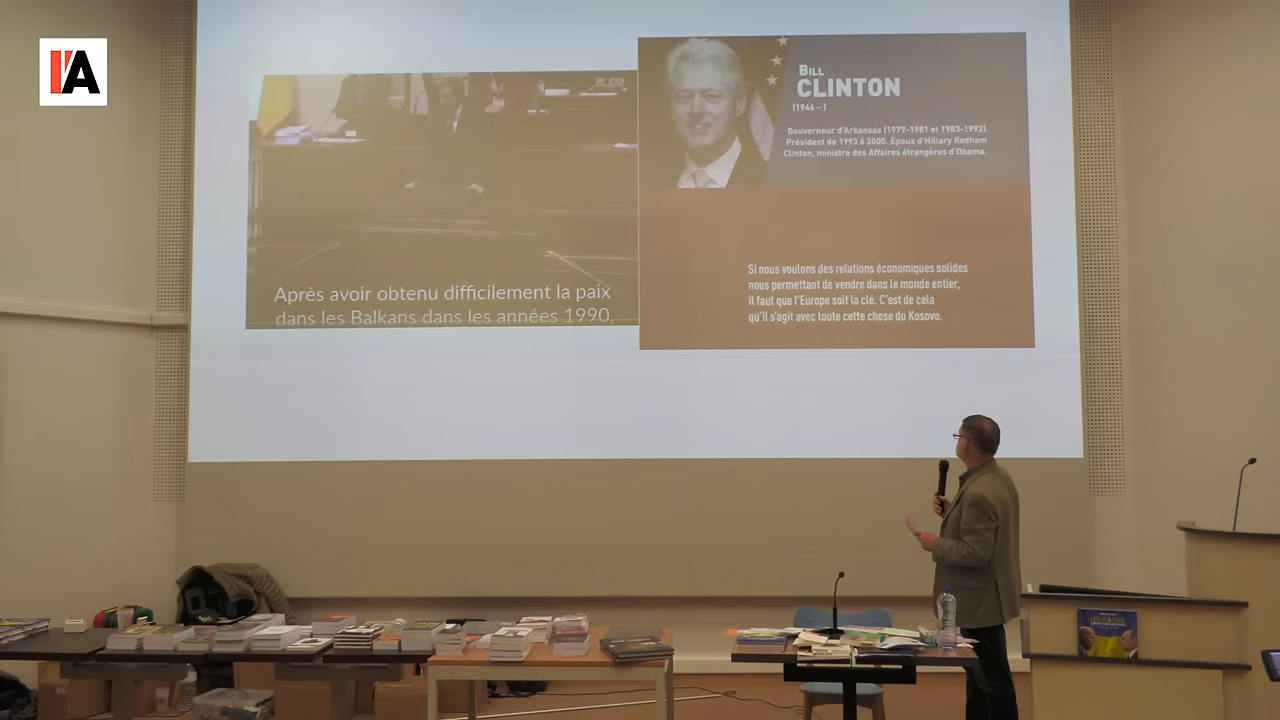 I'A
Après avoir obtenu difficilement la paix
dans les Balkans dans les années 1990,
BILL
CLINTON
(1946 – )
Gouverneur d'Arkansas (1979-1981 et 1983-1992).
Président de 1993 à 2000. Époux d'Hillary Rodham
Clinton, ministre des Affaires étrangères d'Obama.
Si nous voulons des relations économiques solides
nous permettant de vendre dans le monde entier,
il faut que l'Europe soit la clé. C'est de cela
qu'il s'agit avec toute cette chose du Kosovo.
UKRAINE